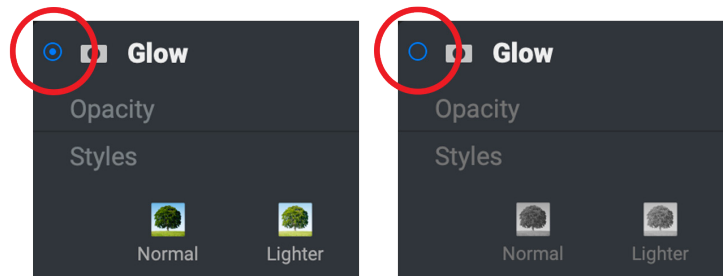 Glow
Opacity
Styles
Normal Lighter
Glow
Opacity
Styles
Normal Lighter